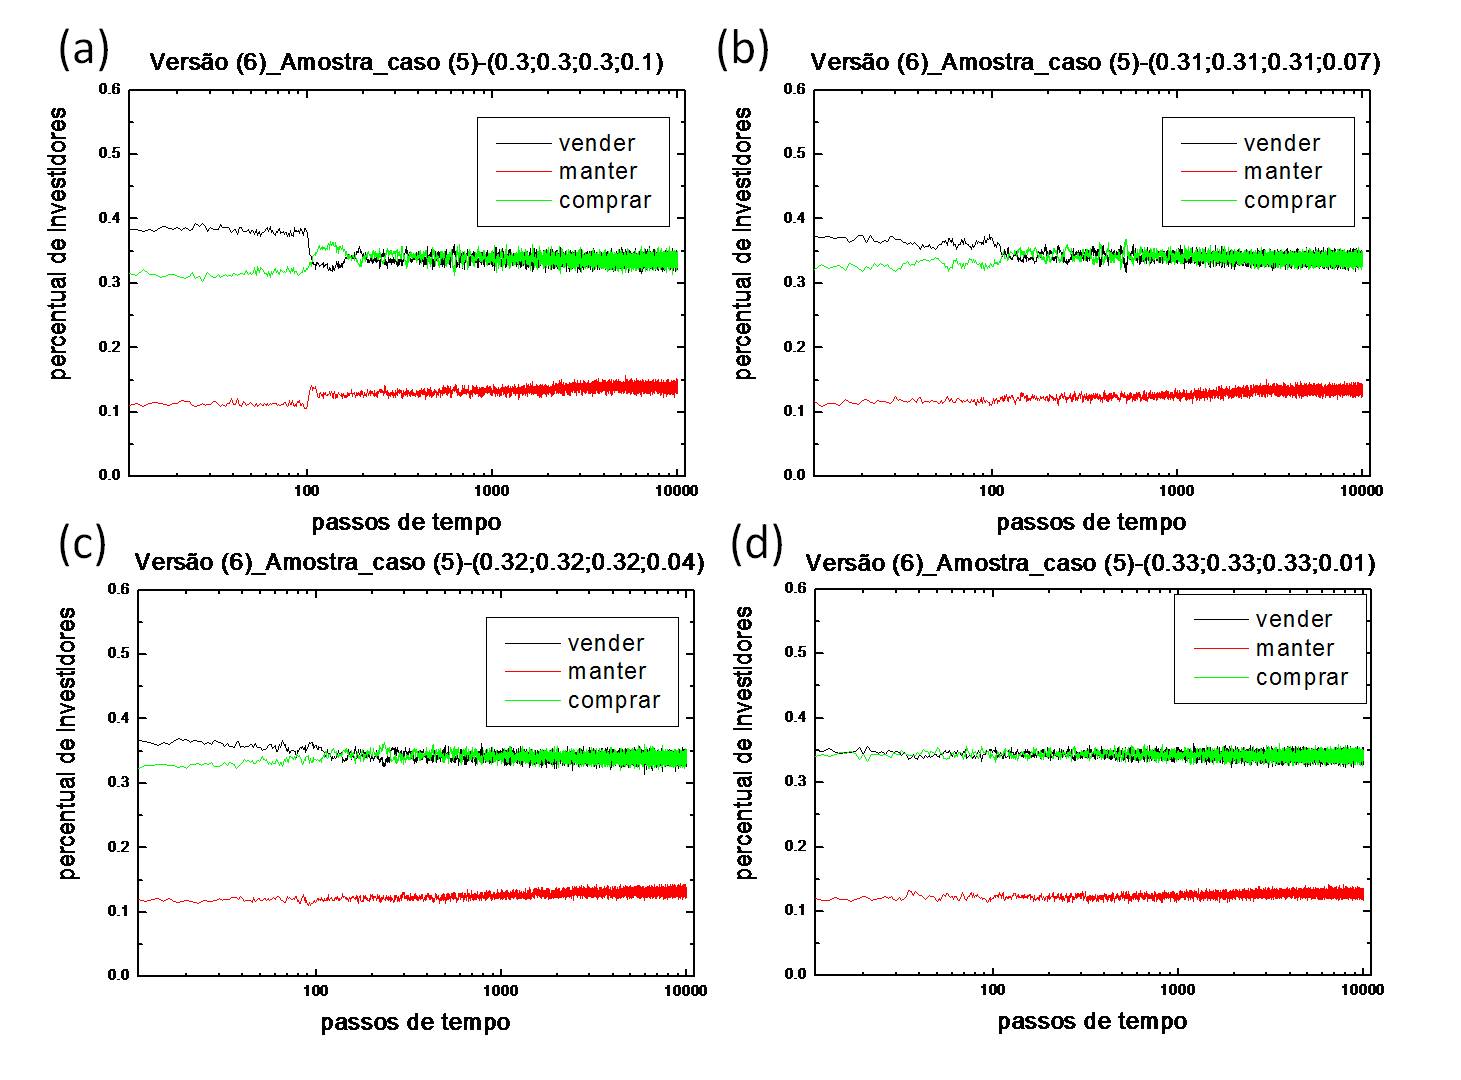 (a)
Versão (6)_Amostra_caso (5)-(0.3;0.3;0.3;0.1)
percentual de Investidores
0.6
0.5
0.4
0.3
0.2
0.1
0.0
vender
manter
comprar
100
1000
10000
passos de tempo
(b)
Versão (6)_Amostra_caso (5)-(0.31;0.31;0.31;0.07)
percentual de Investidores
0.6
0.5
0.4
0.3
0.2
0.1
0.0
vender
manter
comprar
100
1000
10000
passos de tempo
(c)
Versão (6)_Amostra_caso (5)-(0.32;0.32;0.32;0.04)
percentual de Investidores
0.6
0.5
0.4
0.3
0.2
0.1
0.0
vender
manter
comprar
100
1000
10000
passos de tempo
(d)
Versão (6)_Amostra_caso (5)-(0.33;0.33;0.33;0.01)
percentual de Investidores
0.6
0.5
0.4
0.3
0.2
0.1
0.0
vender
manter
comprar
100
1000
10000
passos de tempo